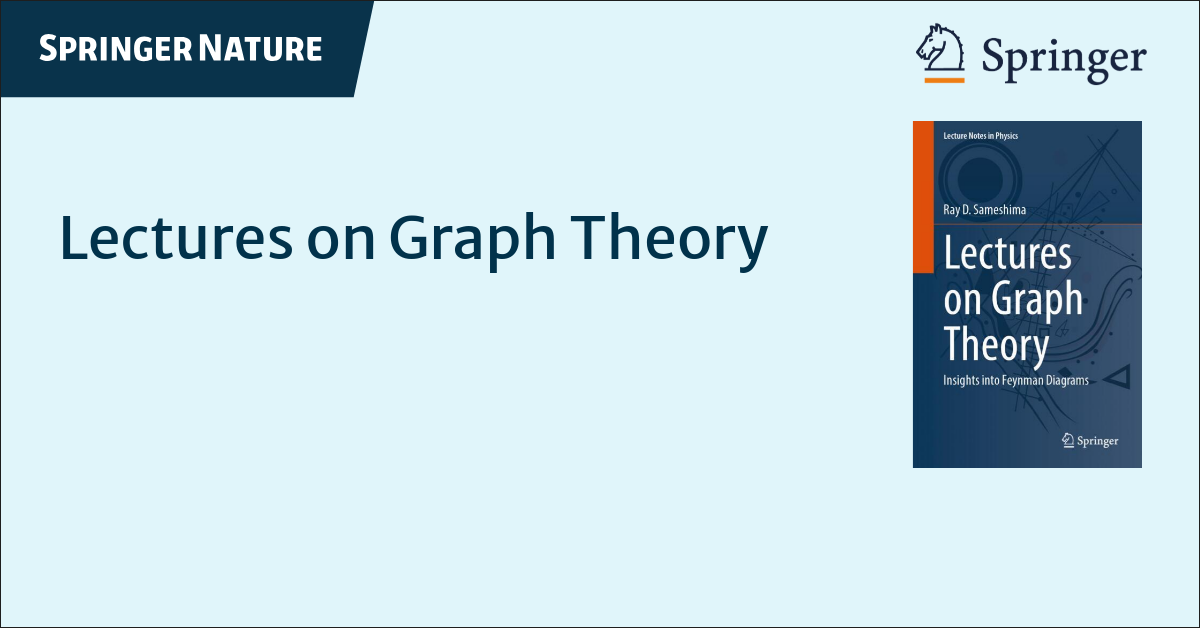 SPRINGER NATURE
Springer
Lectures on Graph Theory
Lecture Notes in Physics
Ray D. Sameshima
Lectures
on Graph
Theory
Insights into Feynman Diagrams
Springer